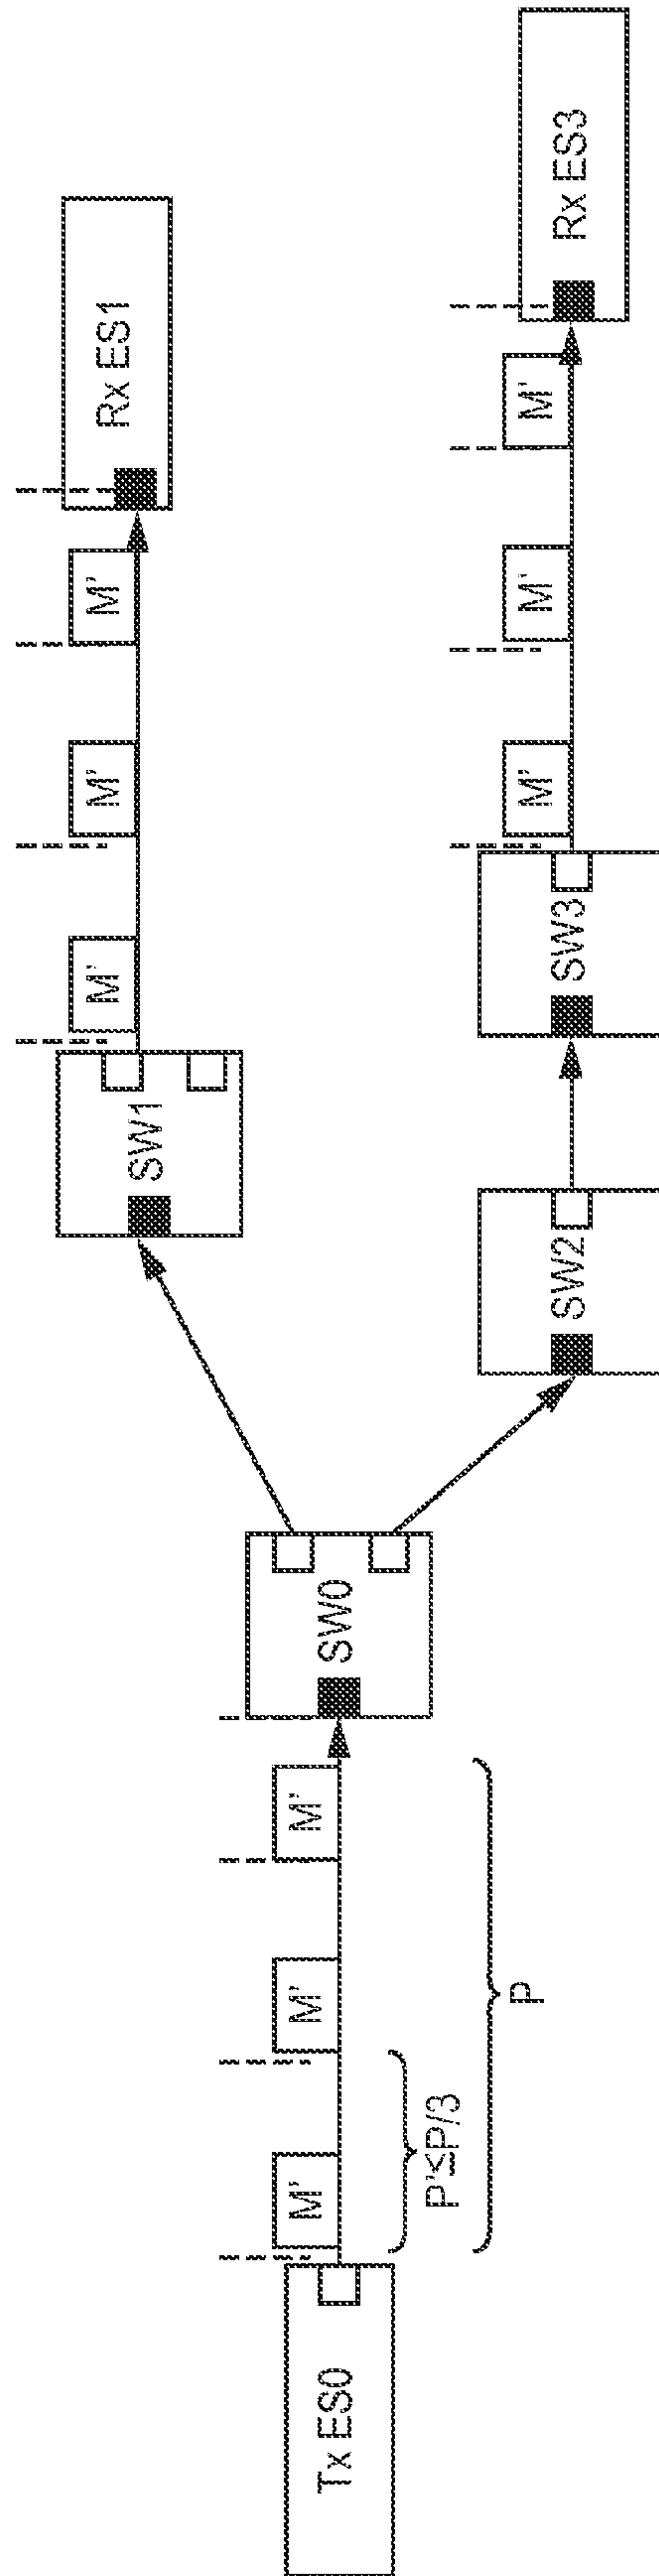 Tx ES0
M'
M'
M'
P'≤P/3
P
SW0
SW1
M'
M'
M'
Rx ES1
SW2
SW3
M'
M'
M'
Rx ES3